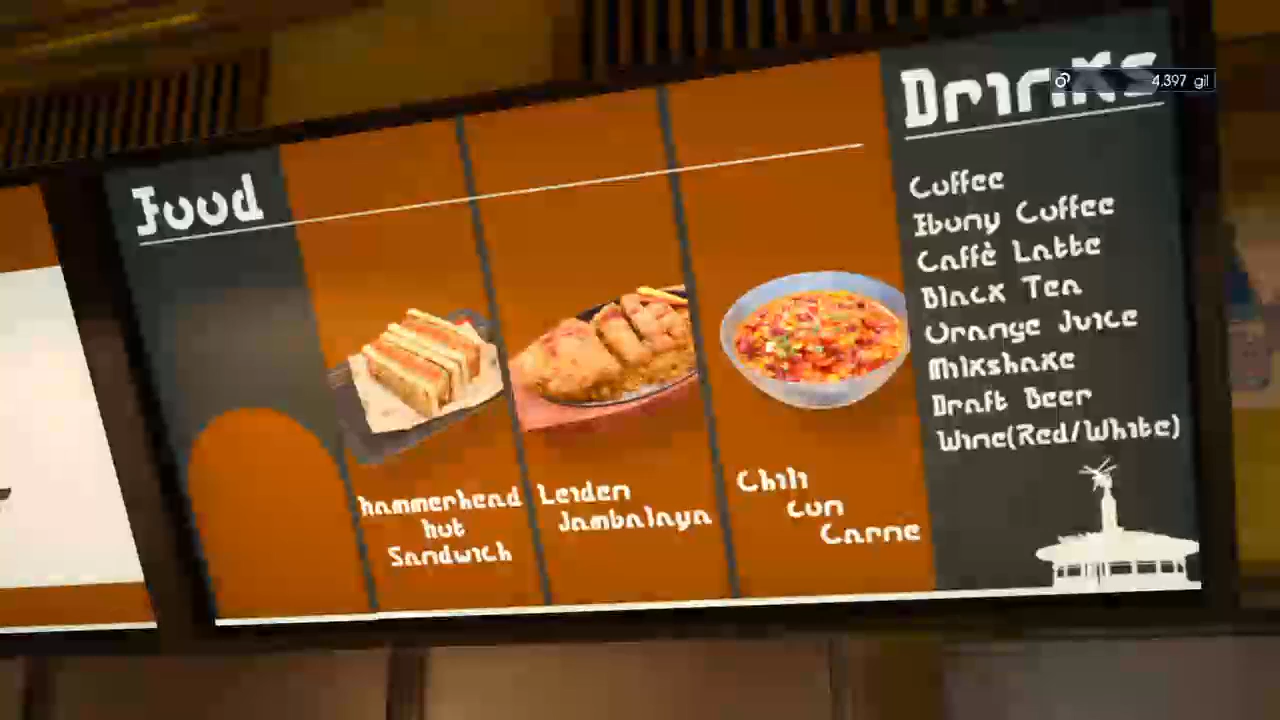 Food
Hammerhead
hot
Sandwich
Leiden
Jambalaya
Chili
Con
Carne
Drinks
4,397 gil
Coffee
Ebony Coffee
Caffè Latte
Black Tea
Orange Juice
Milkshake
Draft Beer
Wine(Red/White)